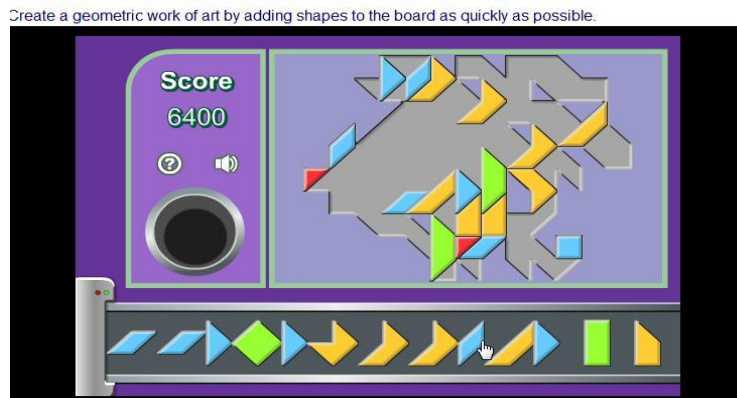 Create a geometric work of art by adding shapes to the board as quickly as possible.
Score
6400
?